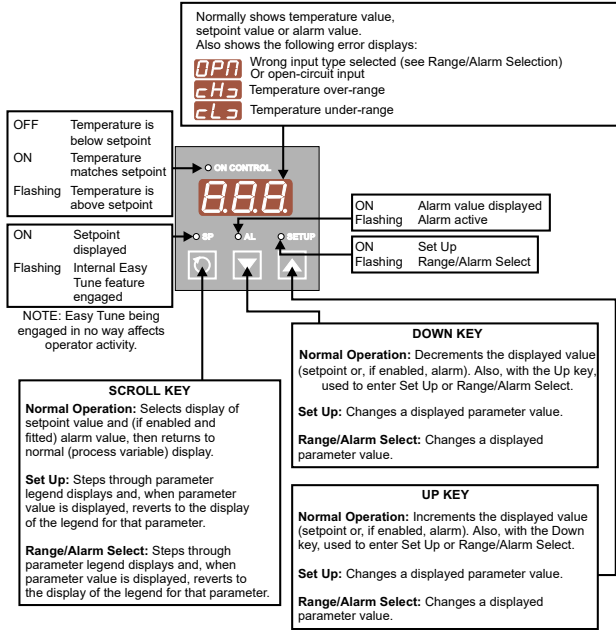 Normally shows temperature value,
setpoint value or alarm value.
Also shows the following error displays:
OPN
Wrong input type selected (see Range/Alarm Selection)
Or open-circuit input
cHɔ
Temperature over-range
cLɔ
Temperature under-range
OFF Temperature is
below setpoint
ON Temperature
matches setpoint
Flashing Temperature is
above setpoint
ON CONTROL
8.8.8.
SP AL SETUP
ON Setpoint
displayed
Flashing Internal Easy
Tune feature
engaged
NOTE: Easy Tune being
engaged in no way affects
operator activity.
ON Alarm value displayed
Flashing Alarm active
ON Set Up
Flashing Range/Alarm Select
SCROLL KEY
Normal Operation: Selects display of
setpoint value and (if enabled and
fitted) alarm value, then returns to
normal (process variable) display.
Set Up: Steps through parameter
legend displays and, when parameter
value is displayed, reverts to the display
of the legend for that parameter.
Range/Alarm Select: Steps through
parameter legend displays and, when
parameter value is displayed, reverts to
the display of the legend for that parameter.
DOWN KEY
Normal Operation: Decrements the displayed value
(setpoint or, if enabled, alarm). Also, with the Up key,
used to enter Set Up or Range/Alarm Select.
Set Up: Changes a displayed parameter value.
Range/Alarm Select: Changes a displayed
parameter value.
UP KEY
Normal Operation: Increments the displayed value
(setpoint or, if enabled, alarm). Also, with the Down
key, used to enter Set Up or Range/Alarm Select.
Set Up: Changes a displayed parameter value.
Range/Alarm Select: Changes a displayed
parameter value.